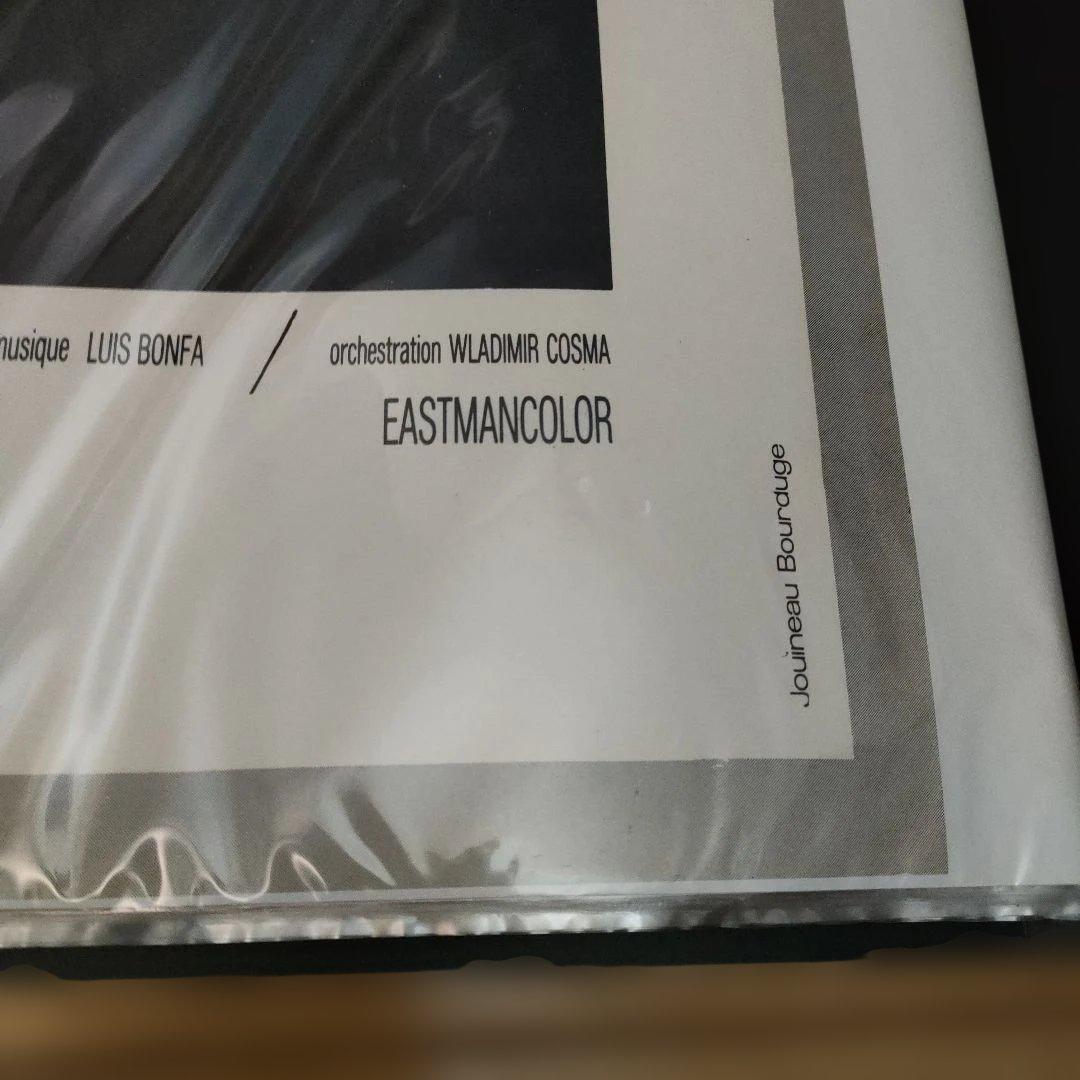 musique LUIS BONFA / orchestration WLADIMIR COSMA
EASTMANCOLOR
Jouineau Bourduge